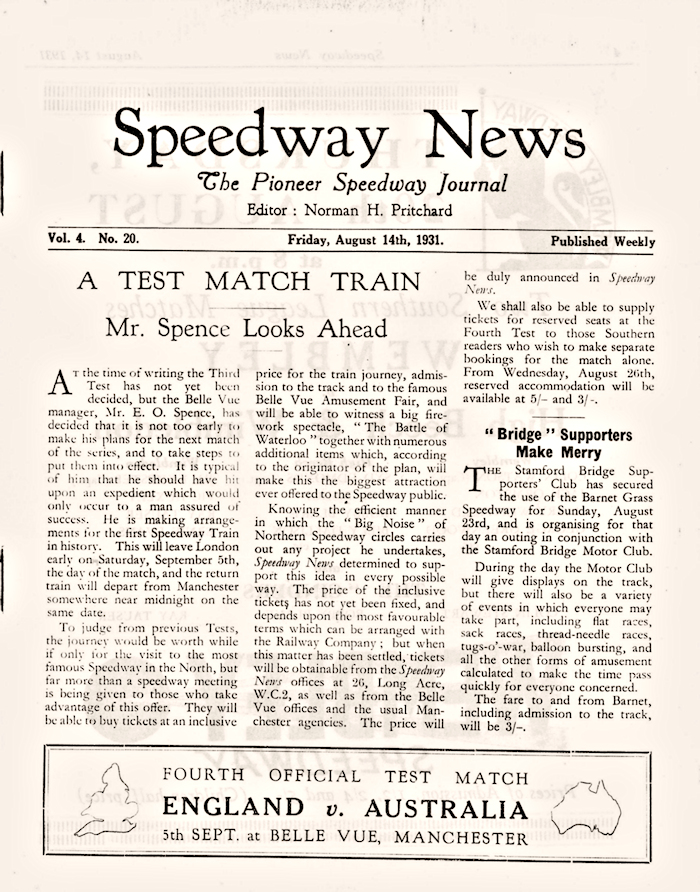 Speedway News
The Pioneer Speedway Journal
Editor : Norman H. Pritchard
Vol. 4. No. 20.
Friday, August 14th, 1931.
Published Weekly
A TEST MATCH TRAIN
Mr. Spence Looks Ahead
AT the time of writing the Third
Test has not yet been
decided, but the Belle Vue
manager, Mr. E. O. Spence, has
decided that it is not too early to
make his plans for the next match
of the series, and to take steps to
put them into effect. It is typical
of him that he should have hit
upon an expedient which would
only occur to a man assured of
success. He is making arrange-
ments for the first Speedway Train
in history. This will leave London
early on Saturday, September 5th,
the day of the match, and the return
train will depart from Manchester
somewhere near midnight on the
same date.
To judge from previous Tests,
the journey would be worth while
if only for the visit to the most
famous Speedway in the North, but
far more than a speedway meeting
is being given to those who take
advantage of this offer. They will
be able to buy tickets at an inclusive
price for the train journey, admis-
sion to the track and to the famous
Belle Vue Amusement Fair, and
will be able to witness a big fire-
work spectacle, " The Battle of
Waterloo " together with numerous
additional items which, according
to the originator of the plan, will
make this the biggest attraction
ever offered to the Speedway public.
Knowing the efficient manner
in which the " Big Noise " of
Northern Speedway circles carries
out any project he undertakes,
Speedway News determined to sup-
port this idea in every possible
way. The price of the inclusive
tickets has not yet been fixed, and
depends upon the most favourable
terms which can be arranged with
the Railway Company ; but when
this matter has been settled, tickets
will be obtainable from the Speedway
News offices at 26, Long Acre,
W.C.2, as well as from the Belle
Vue offices and the usual Man-
chester agencies. The price will
be duly announced in Speedway
News.
We shall also be able to supply
tickets for reserved seats at the
Fourth Test to those Southern
readers who wish to make separate
bookings for the match alone.
From Wednesday, August 26th,
reserved accommodation will be
available at 5/– and 3/–.
" Bridge " Supporters
Make Merry
THE Stamford Bridge Sup-
porters' Club has secured
the use of the Barnet Grass
Speedway for Sunday, August
23rd, and is organising for that
day an outing in conjunction with
the Stamford Bridge Motor Club.
During the day the Motor Club
will give displays on the track,
but there will also be a variety
of events in which everyone may
take part, including flat races,
sack races, thread-needle races,
tugs-o'-war, balloon bursting, and
all the other forms of amusement
calculated to make the time pass
quickly for everyone concerned.
The fare to and from Barnet,
including admission to the track,
will be 3/–.
FOURTH OFFICIAL TEST MATCH
ENGLAND v. AUSTRALIA
5th SEPT. at BELLE VUE, MANCHESTER